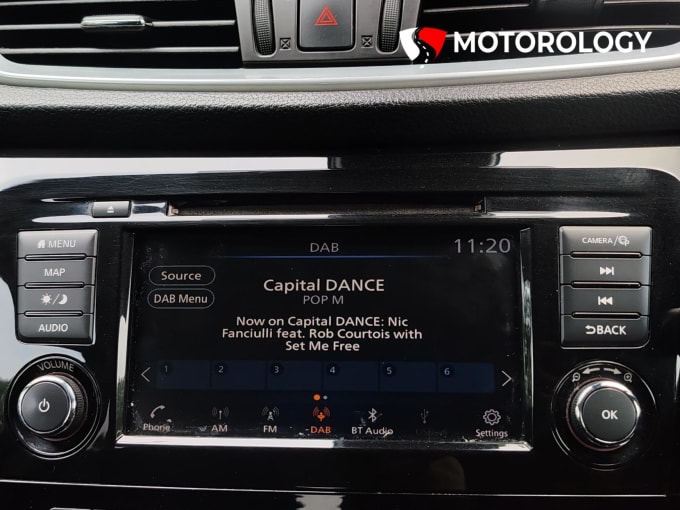 MOTOROLOGY
DAB
11:20
MENU
MAP
AUDIO
Source
DAB Menu
Capital DANCE
POP M
Now on Capital DANCE: Nic
Fanciulli feat. Rob Courtois with
Set Me Free
CAMERA/
BACK
1 2 3 4 5 6
VOLUME
OK
Phone
AM
FM
DAB
BT Audio
Settings